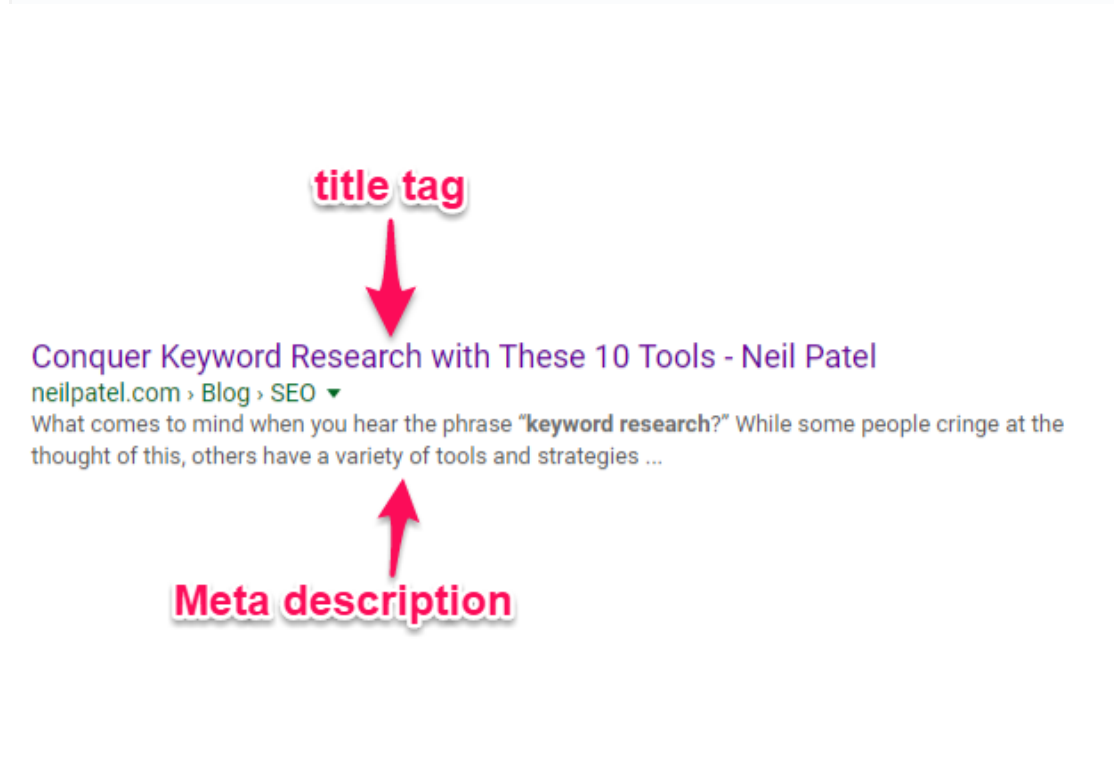 title tag
Conquer Keyword Research with These 10 Tools - Neil Patel
neilpatel.com › Blog › SEO ▼
What comes to mind when you hear the phrase “keyword research?” While some people cringe at the
thought of this, others have a variety of tools and strategies ...
Meta description